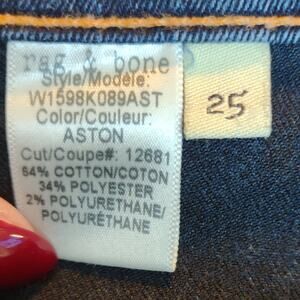 rag & bone
Style/Modèle:
W1598K089AST
Color/Couleur:
ASTON
Cut/Coupe#: 12681
64% COTTON/COTON
34% POLYESTER
2% POLYURETHANE/
POLYURÉTHANE
25